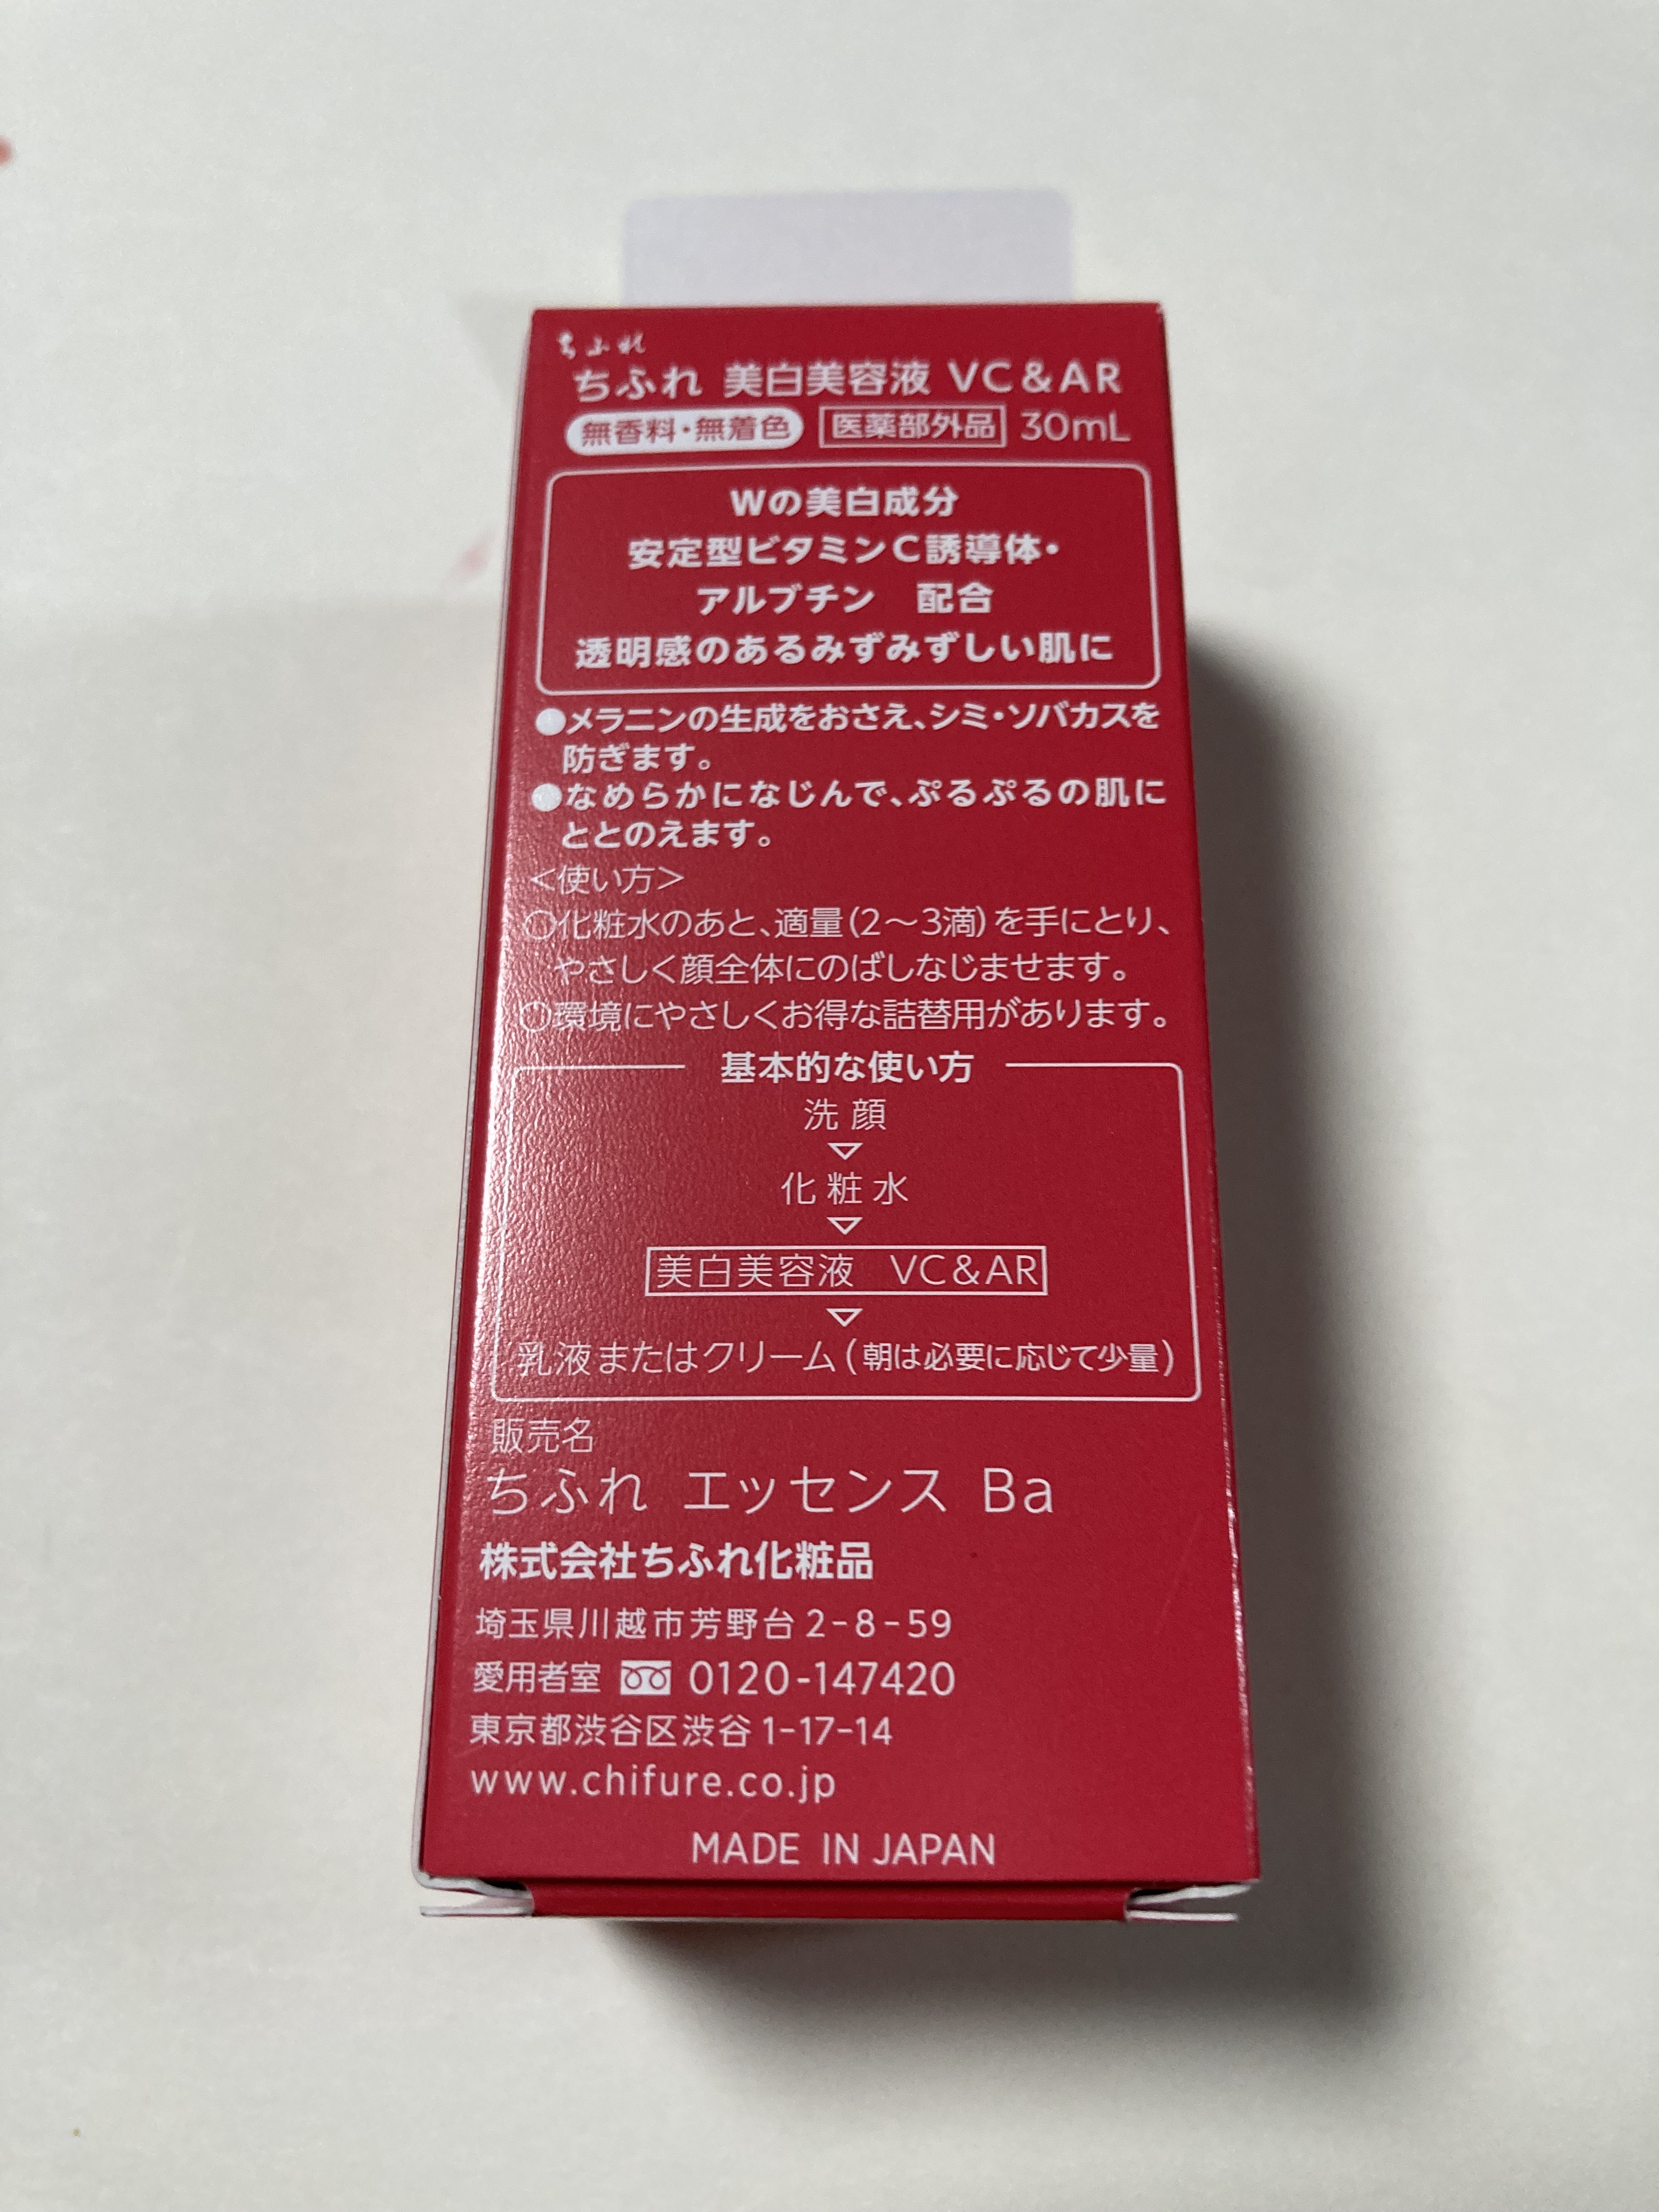 ちふれ
ちふれ 美白美容液 VC&AR
無香料・無着色 医薬部外品 30mL
Wの美白成分
安定型ビタミンC誘導体・
アルブチン 配合
透明感のあるみずみずしい肌に
●メラニンの生成をおさえ、シミ・ソバカスを
防ぎます。
●なめらかになじんで、ぷるぷるの肌に
ととのえます。
<使い方>
○化粧水のあと、適量(2〜3滴)を手にとり、
やさしく顔全体にのばしなじませます。
○環境にやさしくお得な詰替用があります。
基本的な使い方
洗顔
▽
化粧水
▽
美白美容液 VC&AR
▽
乳液またはクリーム(朝は必要に応じて少量)
販売名
ちふれ エッセンス Ba
株式会社ちふれ化粧品
埼玉県川越市芳野台2-8-59
愛用者室 0120-147420
東京都渋谷区渋谷1-17-14
www.chifure.co.jp
MADE IN JAPAN